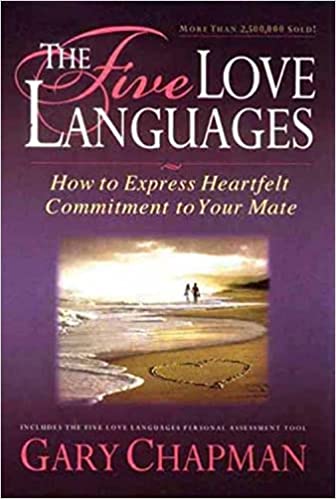 MORE THAN 2,500,000 SOLD!
THE Five LOVE
LANGUAGES
How to Express Heartfelt
Commitment to Your Mate
INCLUDES THE FIVE LOVE LANGUAGES PERSONAL ASSESSMENT TOOL
GARY CHAPMAN